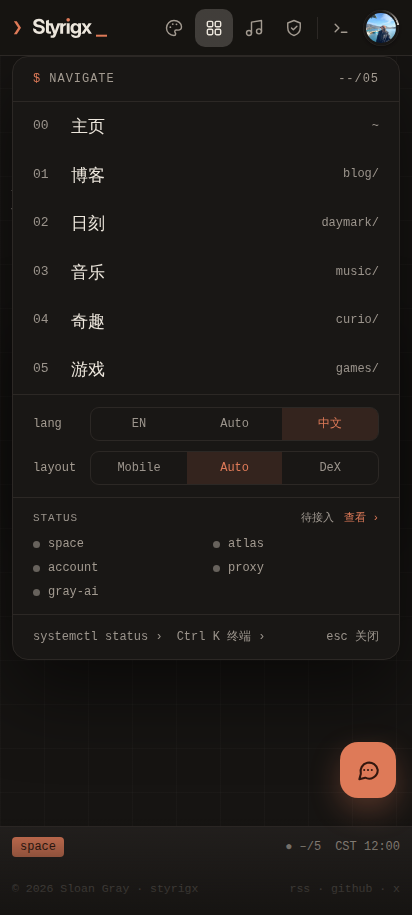 ❯ Styrigx _
$ NAVIGATE --/05
00 主页 ~
01 博客 blog/
02 日刻 daymark/
03 音乐 music/
04 奇趣 curio/
05 游戏 games/
lang EN Auto 中文
layout Mobile Auto DeX
STATUS 待接入 查看 ›
space atlas
account proxy
gray-ai
systemctl status › Ctrl K 终端 › esc 关闭
space ● –/5 CST 12:00
© 2026 Sloan Gray · styrigx rss · github · x